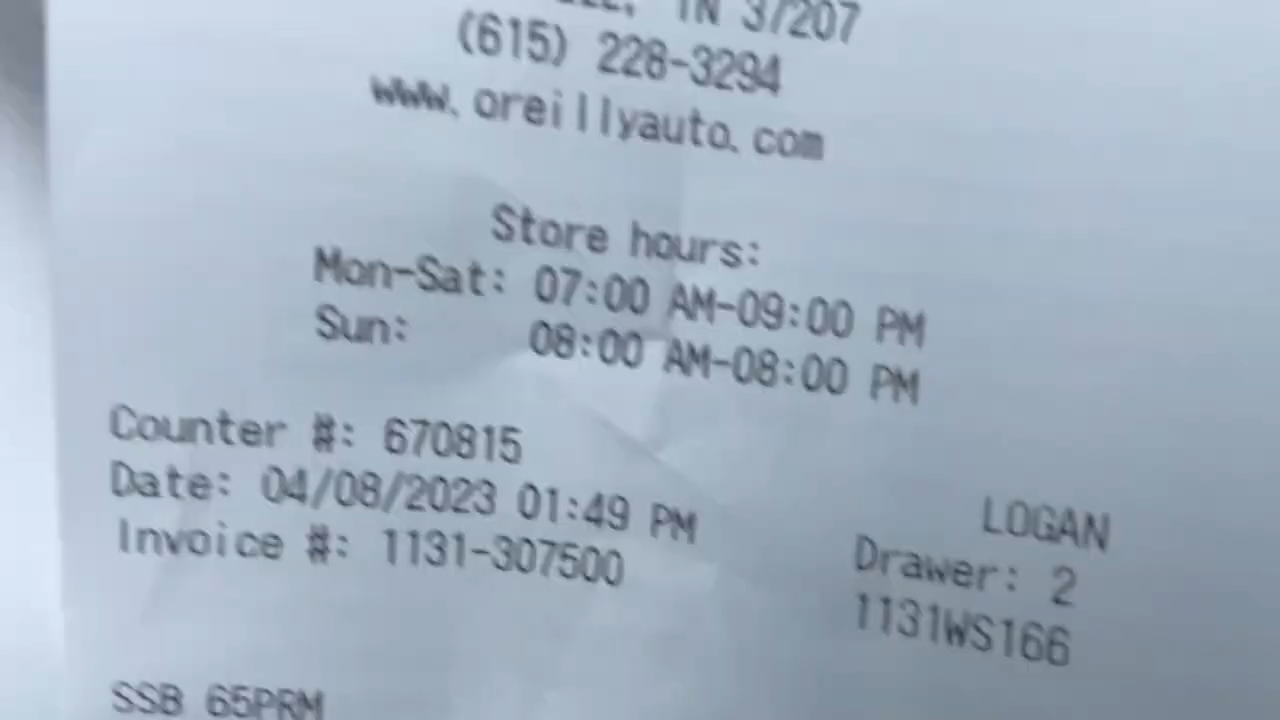 TN 37207
(615) 228-3294
www.oreillyauto.com
Store hours:
Mon-Sat: 07:00 AM-09:00 PM
Sun: 08:00 AM-08:00 PM
Counter #: 670815
Date: 04/08/2023 01:49 PM
LOGAN
Invoice #: 1131-307500
Drawer: 2
1131WS166
SSB 65PRM